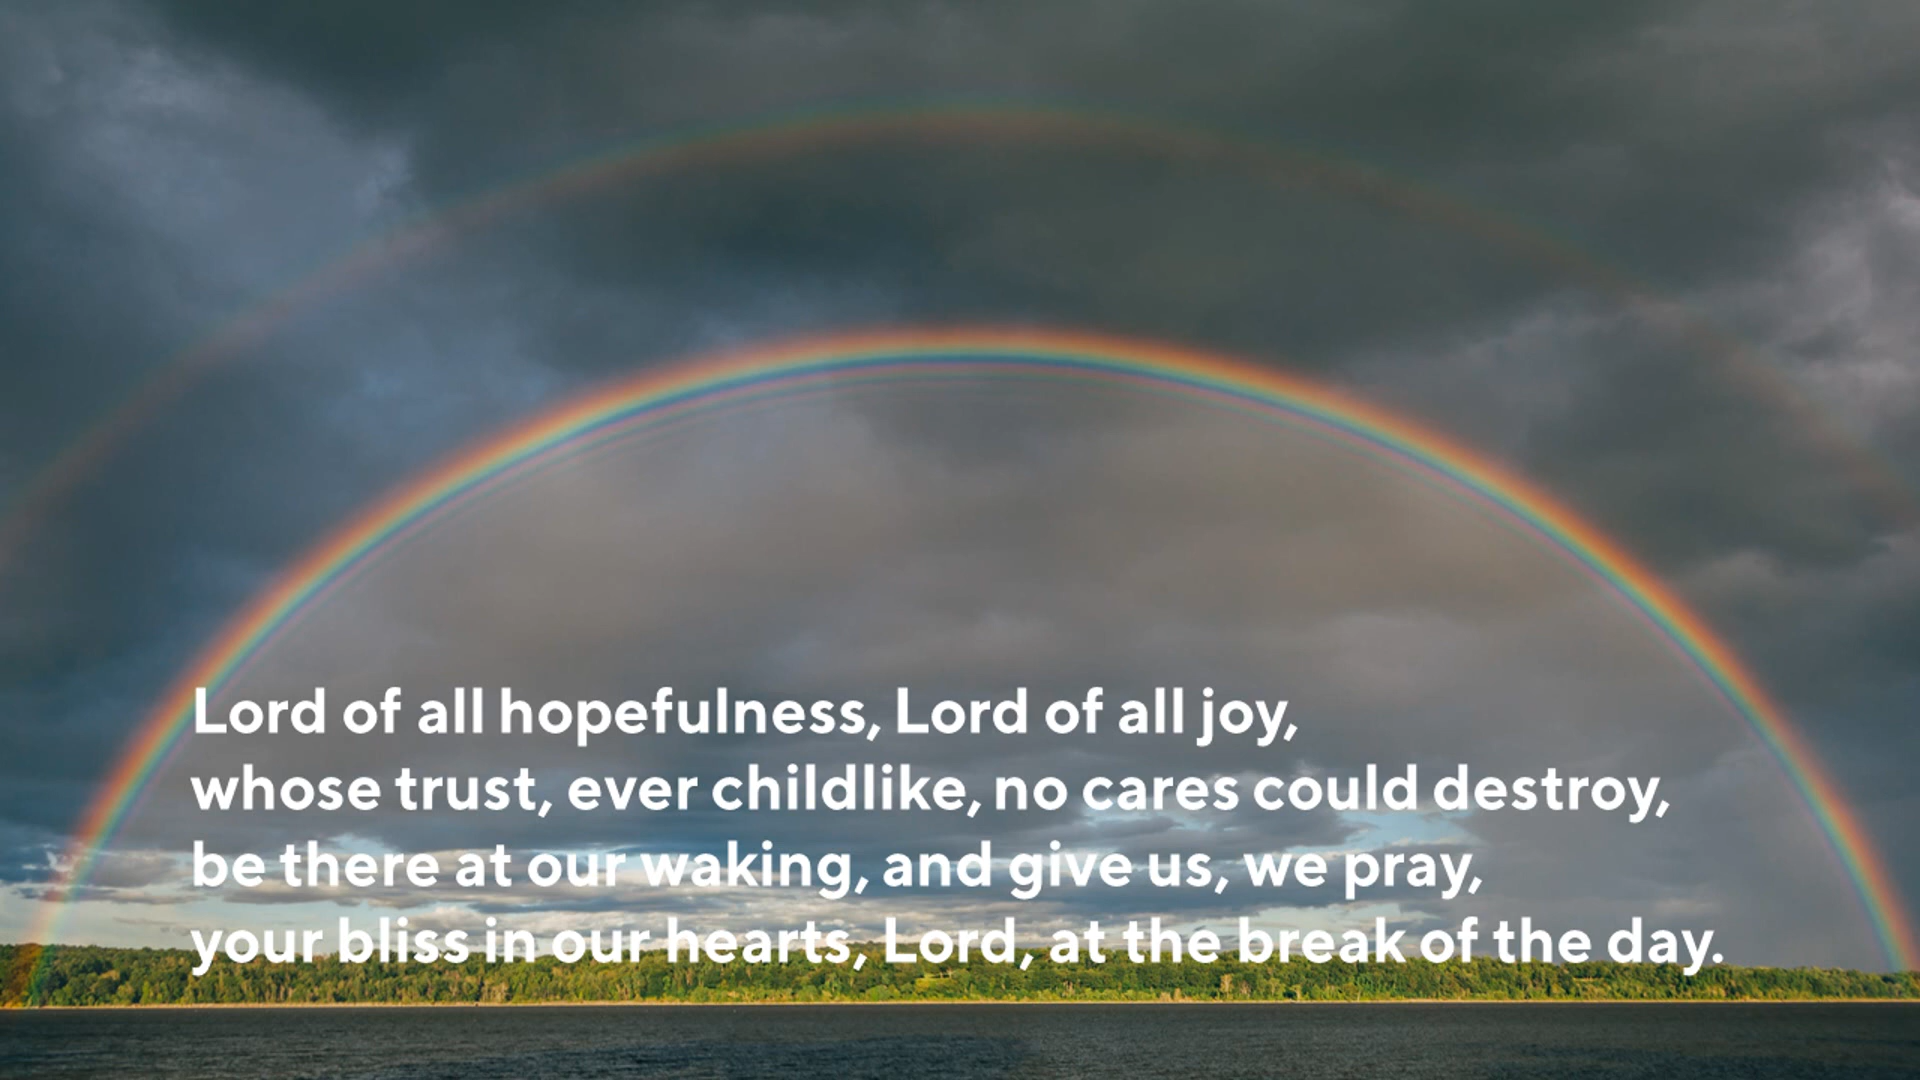 Lord of all hopefulness, Lord of all joy,
whose trust, ever childlike, no cares could destroy,
be there at our waking, and give us, we pray,
your bliss in our hearts, Lord, at the break of the day.